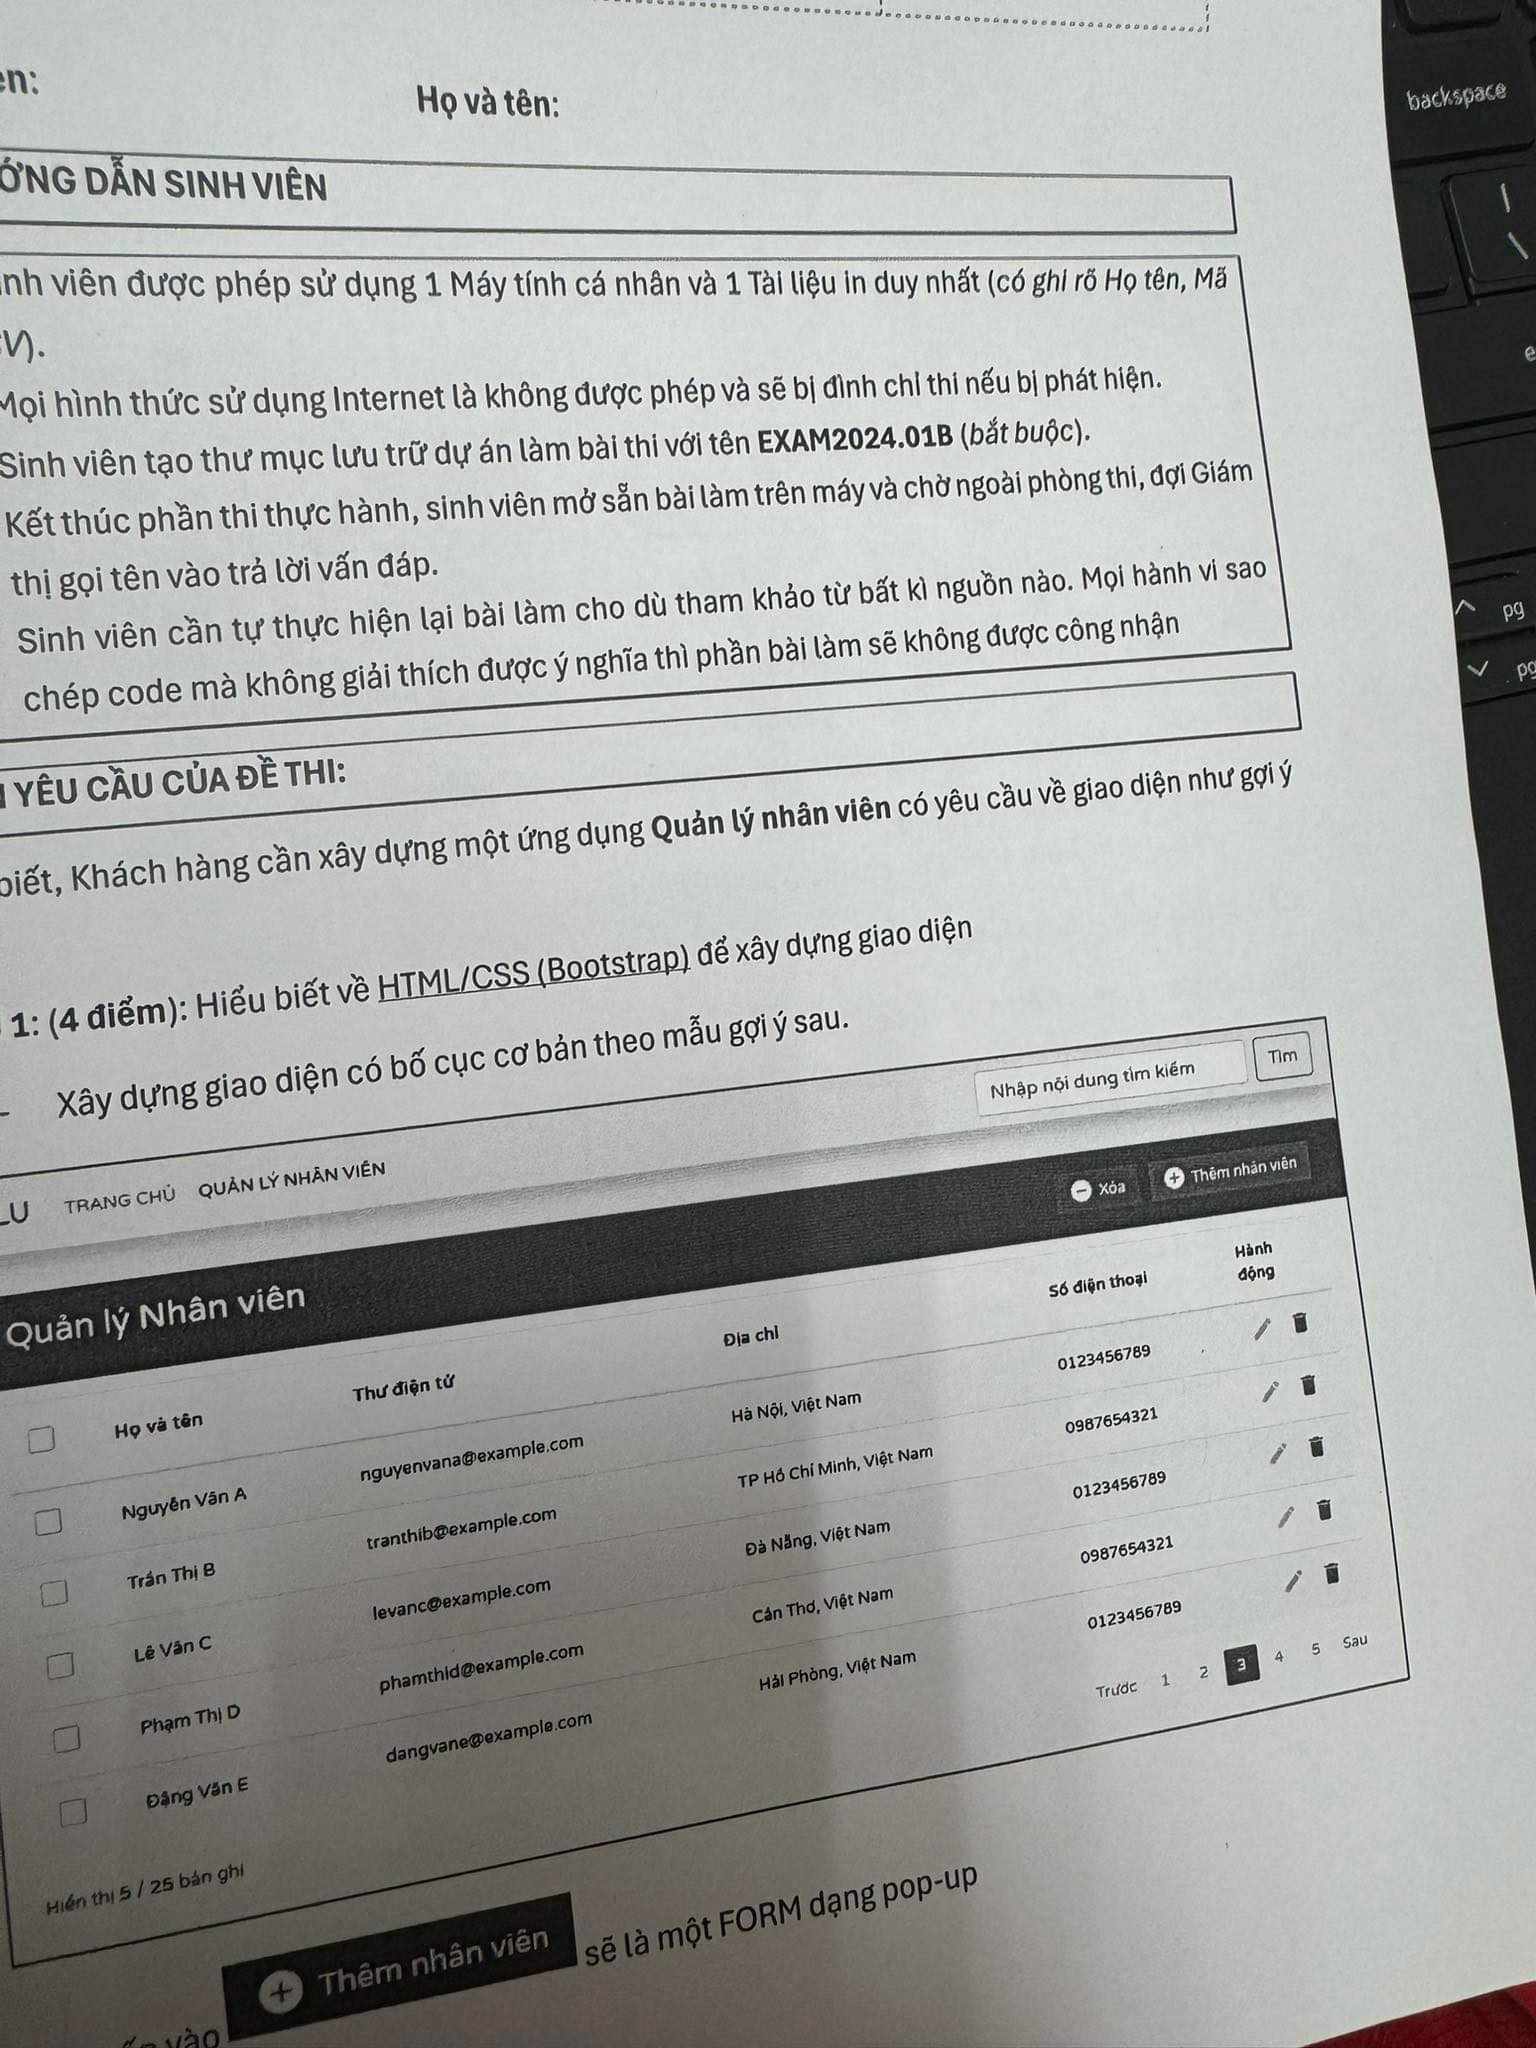 Họ và tên:
DẪN SINH VIÊN
viên được phép sử dụng 1 Máy tính cá nhân và 1 Tài liệu in duy nhất (có ghi rõ Họ tên, Mã
Mọi hình thức sử dụng Internet là không được phép và sẽ bị đình chỉ thi nếu bị phát hiện.
Sinh viên tạo thư mục lưu trữ dự án làm bài thi với tên EXAM2024.01B (bắt buộc).
Kết thúc phần thi thực hành, sinh viên mở sẵn bài làm trên máy và chờ ngoài phòng thi, đợi Giám
thị gọi tên vào trả lời vấn đáp.
Sinh viên cần tự thực hiện lại bài làm cho dù tham khảo từ bất kì nguồn nào. Mọi hành vi sao
chép code mà không giải thích được ý nghĩa thì phần bài làm sẽ không được công nhận
YÊU CẦU CỦA ĐỀ THI:
biết, Khách hàng cần xây dựng một ứng dụng Quản lý nhân viên có yêu cầu về giao diện như gợi ý
1: (4 điểm): Hiểu biết về HTML/CSS (Bootstrap) để xây dựng giao diện
- Xây dựng giao diện có bố cục cơ bản theo mẫu gợi ý sau.
LU TRANG CHỦ QUẢN LÝ NHÂN VIÊN Nhập nội dung tìm kiếm Tìm
Quản lý Nhân viên Xóa Thêm nhân viên
Họ và tên Thư điện tử Địa chỉ Số điện thoại Hành động
Nguyễn Văn A nguyenvana@example.com Hà Nội, Việt Nam 0123456789
Trần Thị B tranthib@example.com TP Hồ Chí Minh, Việt Nam 0987654321
Lê Văn C levanc@example.com Đà Nẵng, Việt Nam 0123456789
Phạm Thị D phamthid@example.com Cần Thơ, Việt Nam 0987654321
Đặng Văn E dangvane@example.com Hải Phòng, Việt Nam 0123456789
Hiển thị 5 / 25 bản ghi Trước 1 2 3 4 5 Sau
vào Thêm nhân viên sẽ là một FORM dạng pop-up
backspace
| \
e
pg
pg